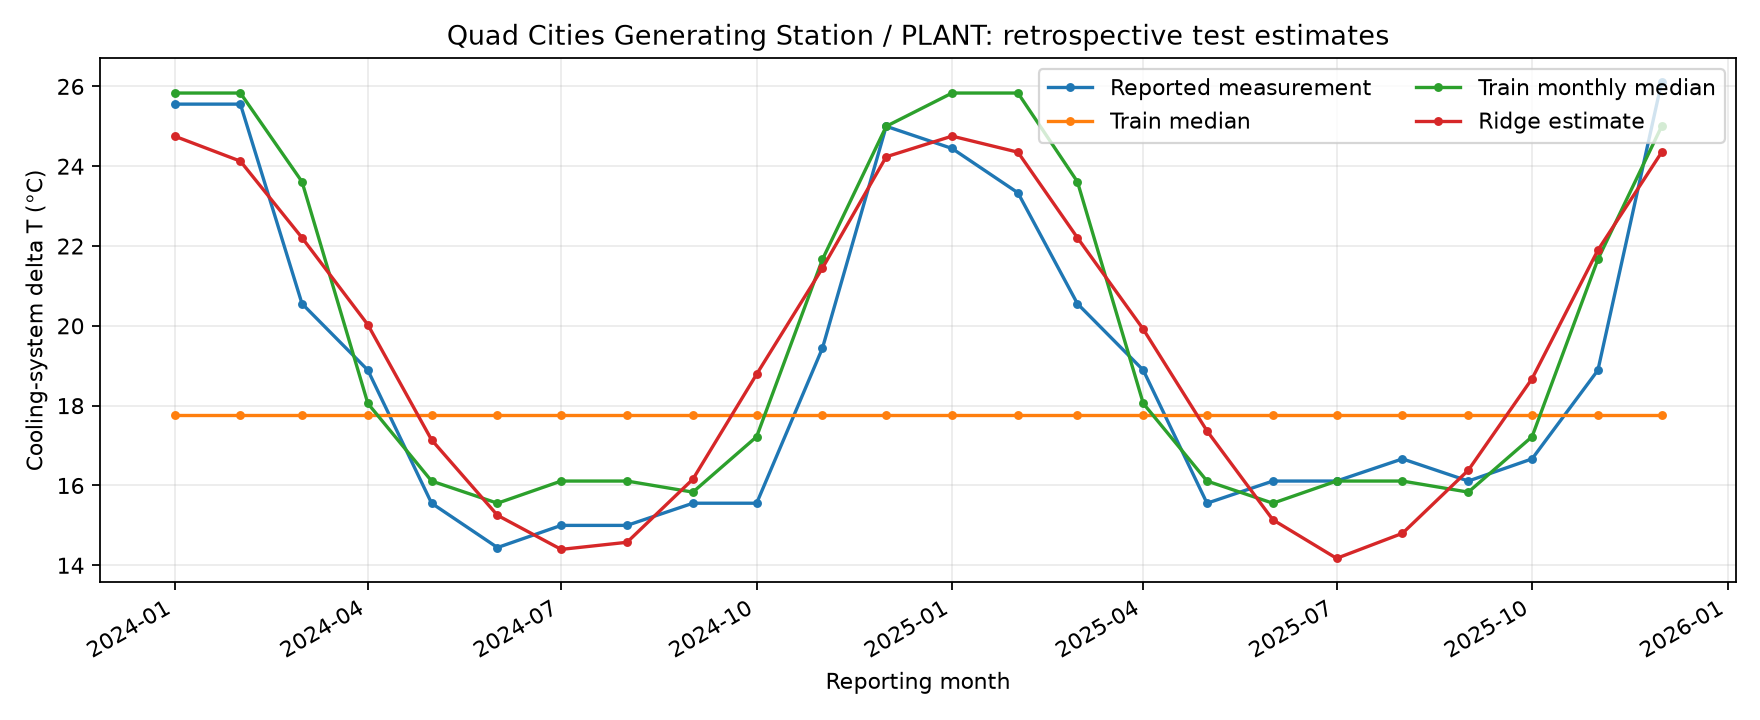 Quad Cities Generating Station / PLANT: retrospective test estimates
Reported measurement
Train median
Train monthly median
Ridge estimate
Cooling-system delta T (°C)
26
24
22
20
18
16
14
2024-01
2024-04
2024-07
2024-10
2025-01
2025-04
2025-07
2025-10
2026-01
Reporting month